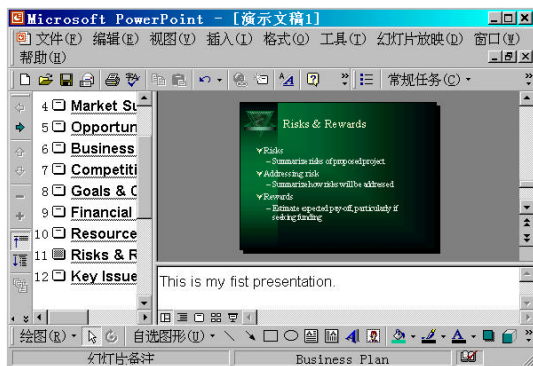 Microsoft PowerPoint - [演示文稿1]
文件(F) 编辑(E) 视图(V) 插入(I) 格式(O) 工具(T) 幻灯片放映(D) 窗口(W)
帮助(H)
常规任务(C)
4 Market Su
5 Opportun
6 Business
7 Competiti
8 Goals & C
9 Financial
10 Resource
11 Risks & R
12 Key Issue
Risks & Rewards
Risks
– Summarize risks of proposed project
Addressing risk
– Summarize how risks will be addressed
Rewards
– Estimate expected pay-off, particularly if
seeking funding
This is my fist presentation.
绘图(R) 自选图形(U)
幻灯片备注 Business Plan